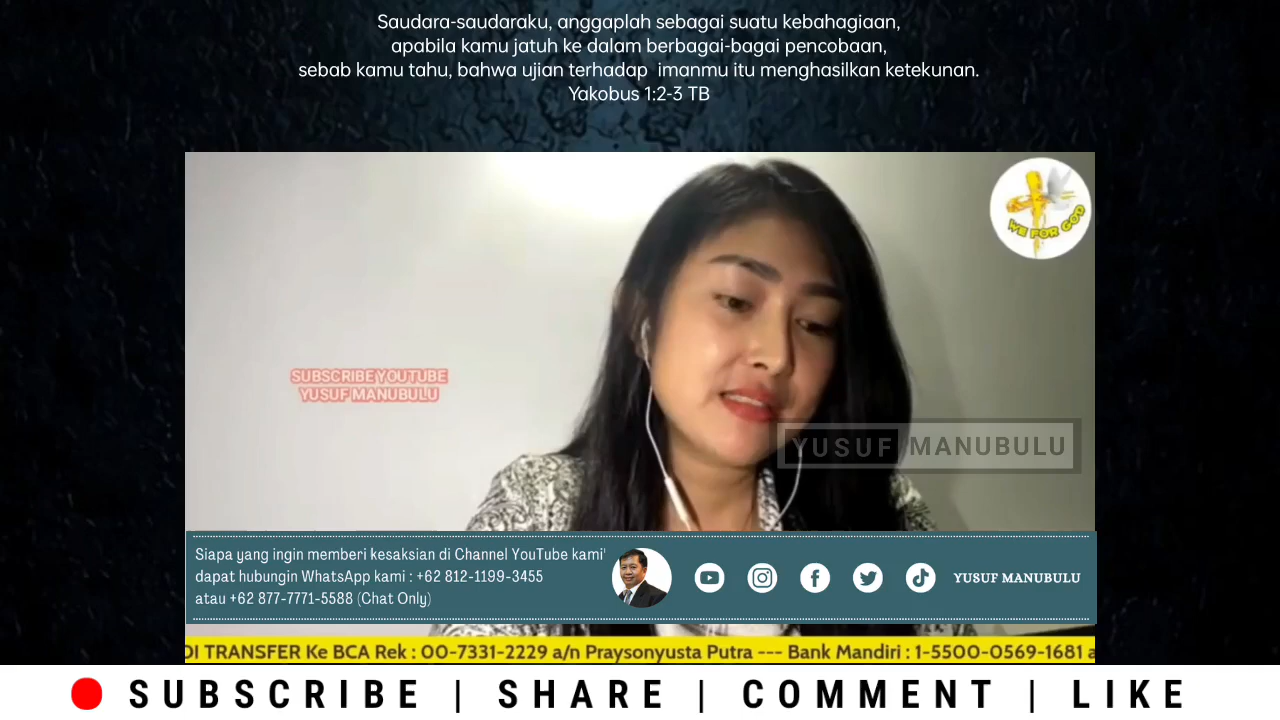 Saudara-saudaraku, anggaplah sebagai suatu kebahagiaan,
apabila kamu jatuh ke dalam berbagai-bagai pencobaan,
sebab kamu tahu, bahwa ujian terhadap  imanmu itu menghasilkan ketekunan.
Yakobus 1:2-3 TB
WE FOR GOD
SUBSCRIBE YOUTUBE
YUSUF MANUBULU
YUSUF MANUBULU
Siapa yang ingin memberi kesaksian di Channel YouTube kami'
dapat hubungin WhatsApp kami : +62 812-1199-3455
atau +62 877-7771-5588 (Chat Only)
YUSUF MANUBULU
DI TRANSFER Ke BCA Rek : 00-7331-2229 a/n Praysonyusta Putra --- Bank Mandiri : 1-5500-0569-1681 a
SUBSCRIBE | SHARE | COMMENT | LIKE